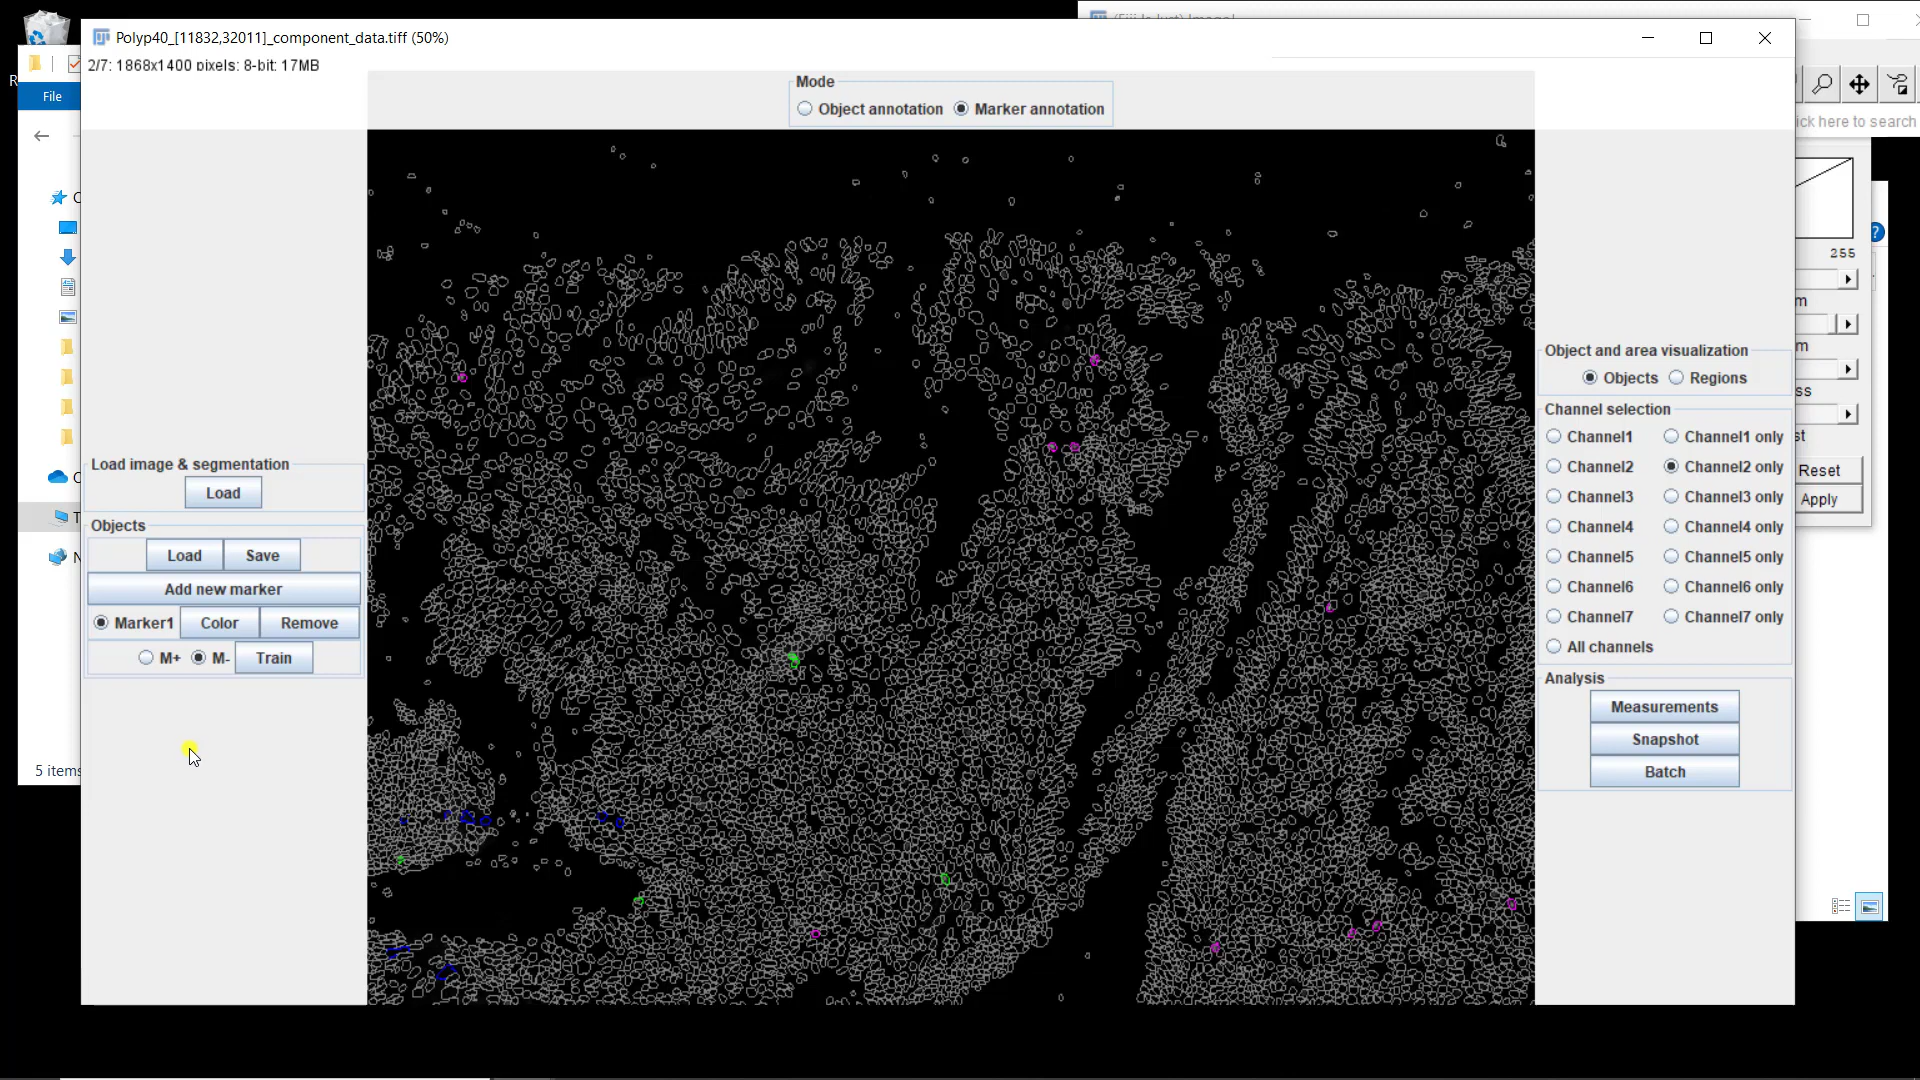 Polyp40_[11832,32011]_component_data.tiff (50%)
2/7: 1868x1400 pixels; 8-bit; 17MB
File
Mode
Object annotation Marker annotation
ick here to search
255
Object and area visualization
Objects Regions
Channel selection
Channel1 Channel1 only
Channel2 Channel2 only
Channel3 Channel3 only
Channel4 Channel4 only
Channel5 Channel5 only
Channel6 Channel6 only
Channel7 Channel7 only
All channels
Reset
Apply
Load image & segmentation
Load
Objects
Load Save
Add new marker
Marker1 Color Remove
M+ M- Train
Analysis
Measurements
Snapshot
Batch
5 items